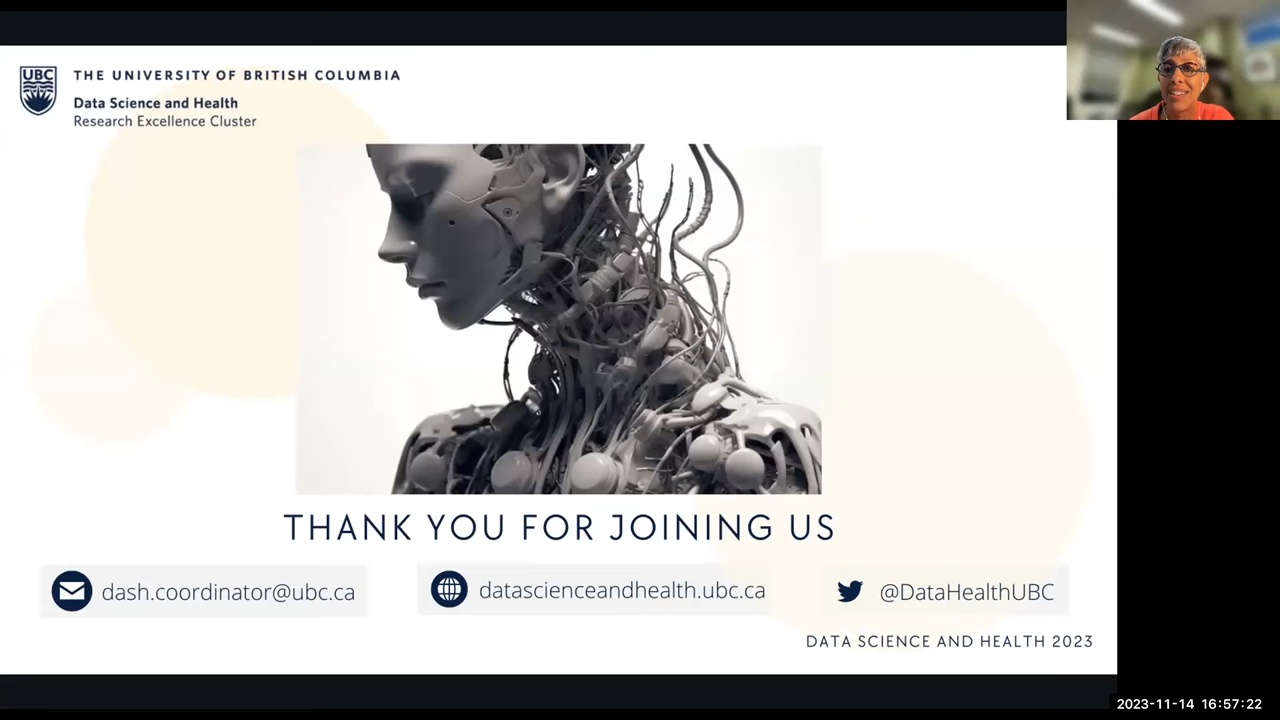 UBC
THE UNIVERSITY OF BRITISH COLUMBIA
Data Science and Health
Research Excellence Cluster
THANK YOU FOR JOINING US
dash.coordinator@ubc.ca
datascienceandhealth.ubc.ca
@DataHealthUBC
DATA SCIENCE AND HEALTH 2023
2023-11-14 16:57:22